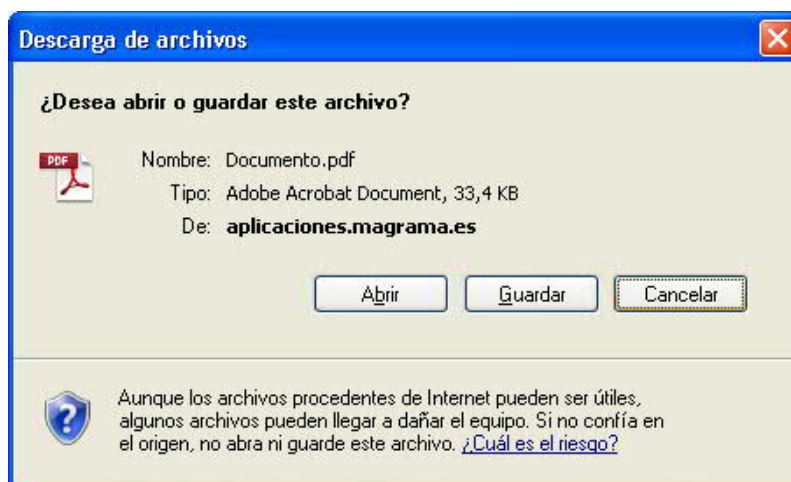 Descarga de archivos
¿Desea abrir o guardar este archivo?
PDF
Nombre: Documento.pdf
Tipo: Adobe Acrobat Document, 33,4 KB
De: aplicaciones.magrama.es
Abrir Guardar Cancelar
Aunque los archivos procedentes de Internet pueden ser útiles,
algunos archivos pueden llegar a dañar el equipo. Si no confía en
el origen, no abra ni guarde este archivo. ¿Cuál es el riesgo?